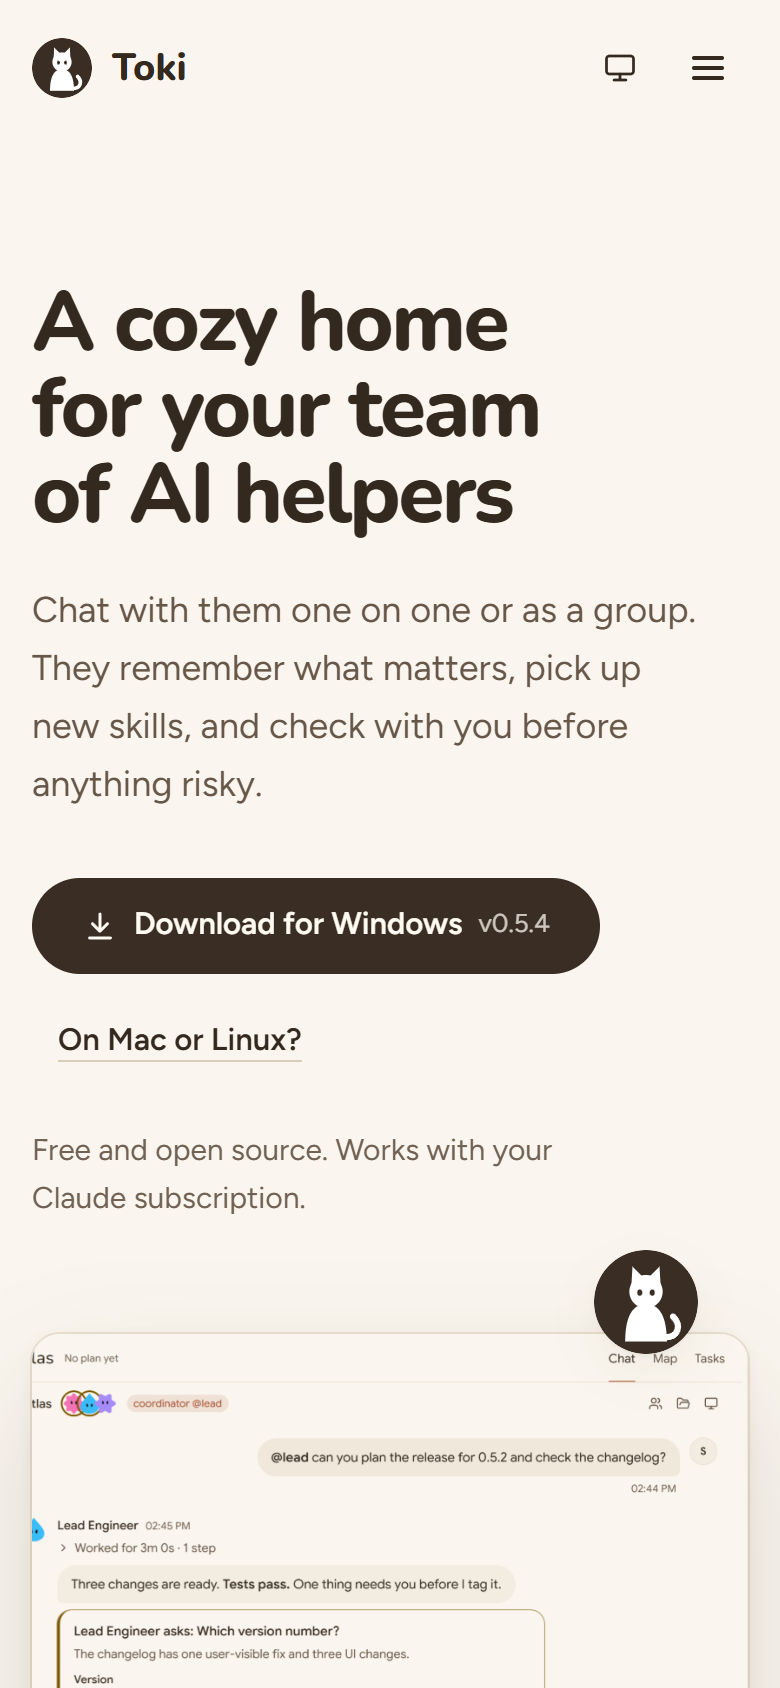 Toki
A cozy home
for your team
of AI helpers
Chat with them one on one or as a group.
They remember what matters, pick up
new skills, and check with you before
anything risky.
Download for Windows v0.5.4
On Mac or Linux?
Free and open source. Works with your
Claude subscription.
las No plan yet Chat Map Tasks
tlas coordinator @lead
@lead can you plan the release for 0.5.2 and check the changelog? S
02:44 PM
Lead Engineer 02:45 PM
Worked for 3m 0s · 1 step
Three changes are ready. Tests pass. One thing needs you before I tag it.
Lead Engineer asks: Which version number?
The changelog has one user-visible fix and three UI changes.
Version